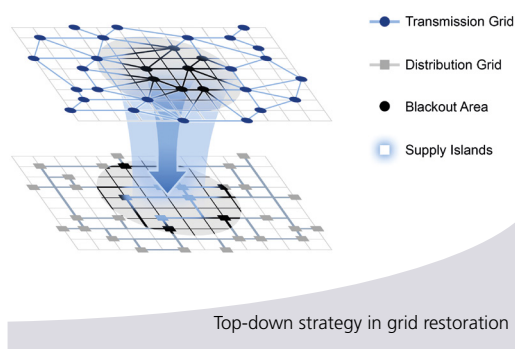 Transmission Grid
Distribution Grid
Blackout Area
Supply Islands
Top-down strategy in grid restoration